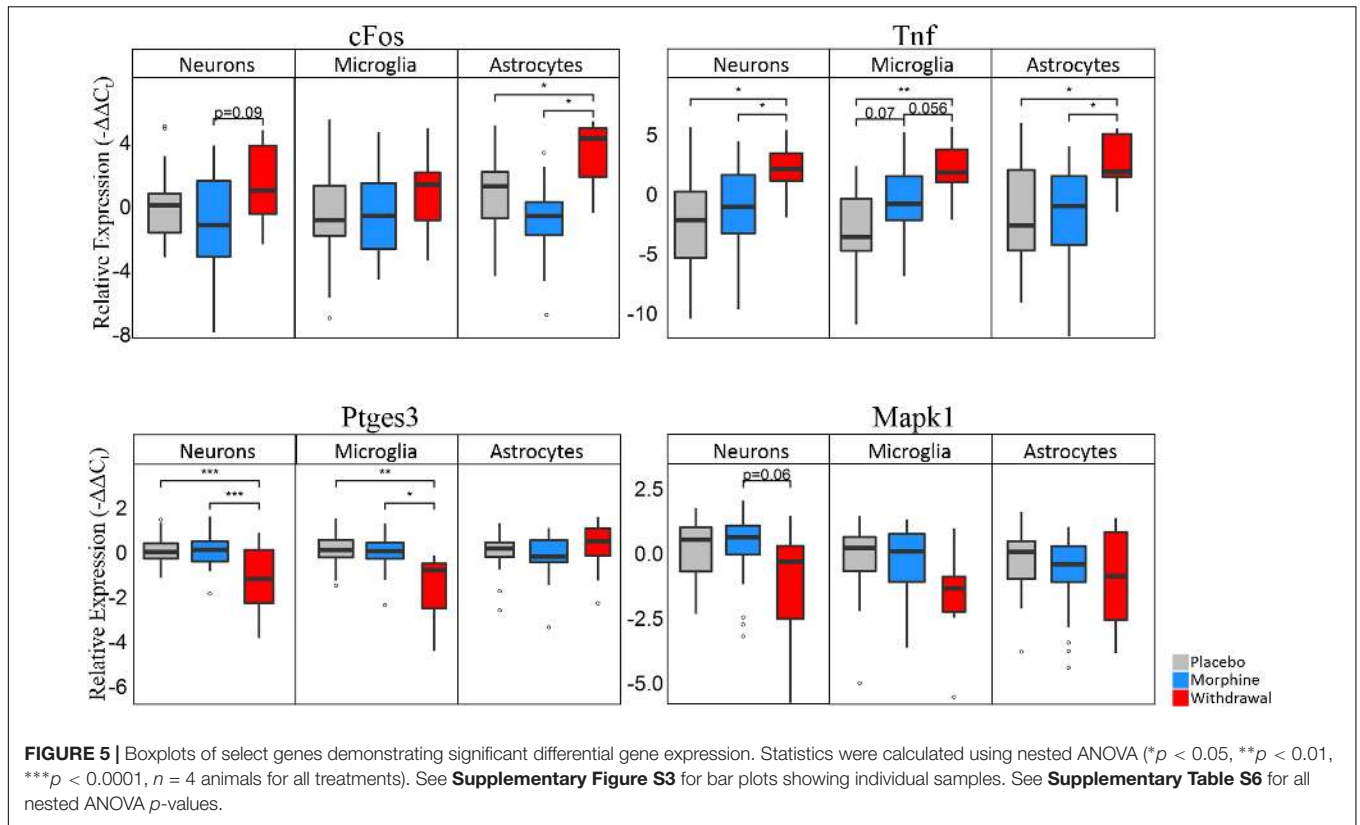 cFos
Neurons Microglia Astrocytes
Relative Expression (-ΔΔCt)
4
0
-4
-8
p=0.09
*
*
Tnf
Neurons Microglia Astrocytes
5
0
-5
-10
*
*
**
0.07 0.056
*
*
Ptges3
Neurons Microglia Astrocytes
Relative Expression (-ΔΔCt)
2
0
-2
-4
-6
***
***
**
*
Mapk1
Neurons Microglia Astrocytes
2.5
0.0
-2.5
-5.0
p=0.06
Placebo
Morphine
Withdrawal
FIGURE 5 | Boxplots of select genes demonstrating significant differential gene expression. Statistics were calculated using nested ANOVA (*p < 0.05, **p < 0.01,
***p < 0.0001, n = 4 animals for all treatments). See Supplementary Figure S3 for bar plots showing individual samples. See Supplementary Table S6 for all
nested ANOVA p-values.